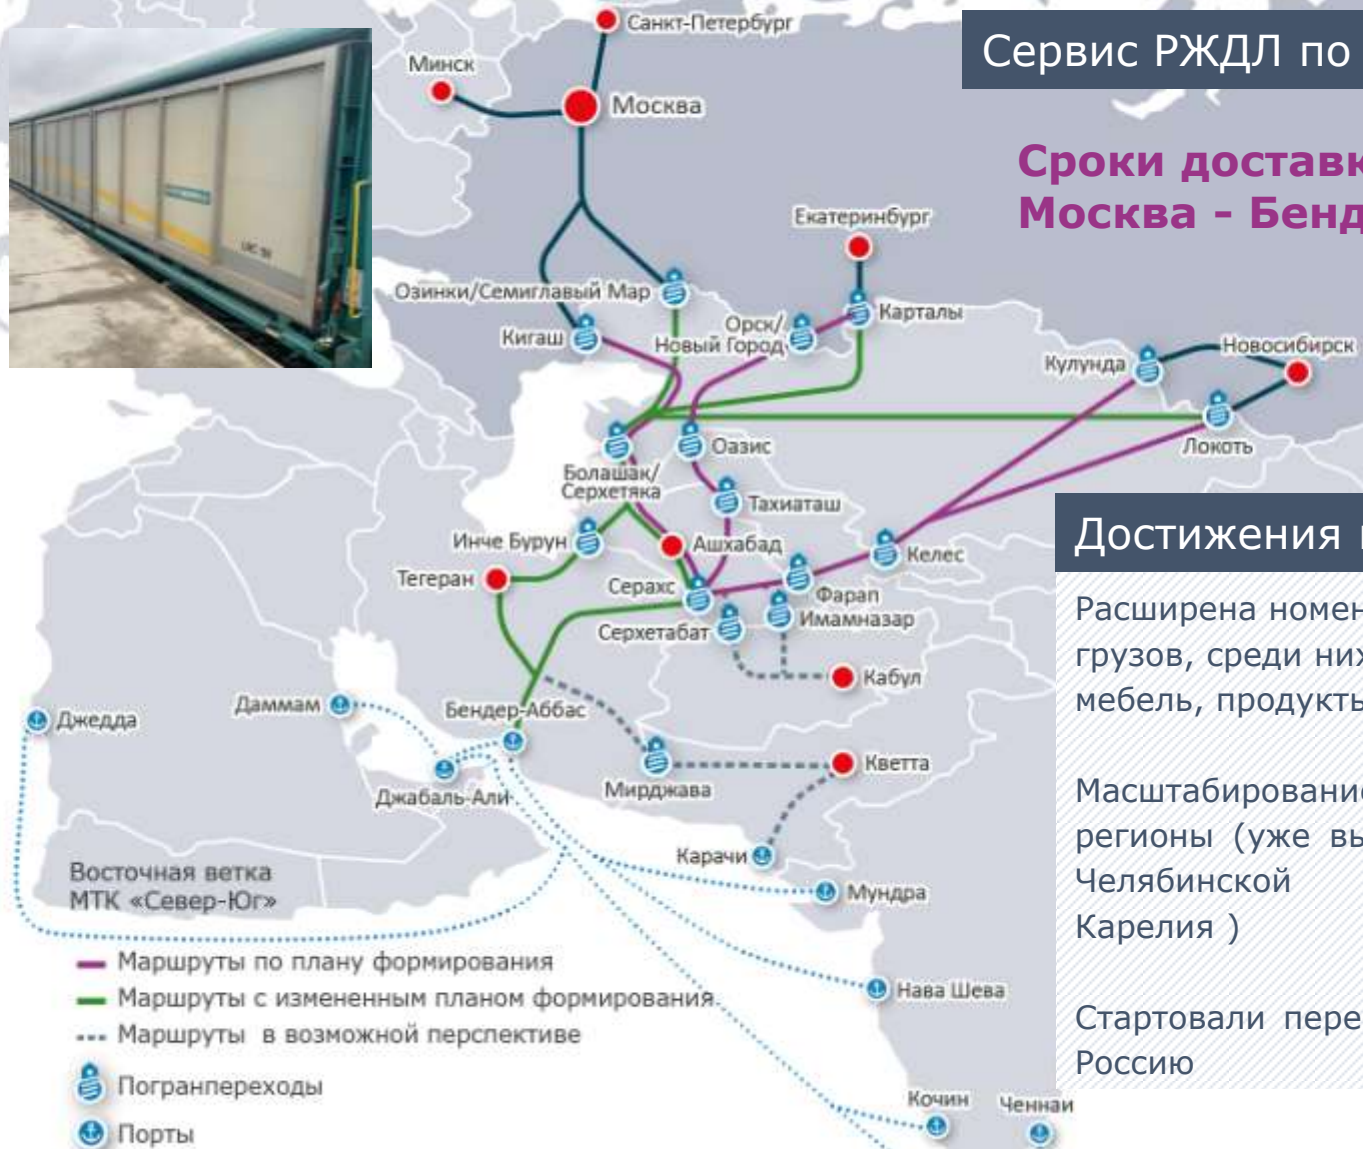 Санкт-Петербург
Сервис РЖДЛ по
Минск
Москва
Сроки доставк
Москва - Бенд
Екатеринбург
Озинки/Семиглавый Мар
Карталы
Орск/
Новый Город
Кигаш
Новосибирск
Кулунда
Оазис
Локоть
Болашак/
Серхетяка
Тахиаташ
Достижения
Инче Бурун
Ашхабад
Келес
Тегеран
Серахс
Фарап
Имамназар
Серхетабат
Расширена номен
грузов, среди них
мебель, продукты
Кабул
Джедда
Даммам
Бендер-Аббас
Кветта
Мирджава
Джабаль-Али
Масштабирование
регионы (уже вы
Челябинской
Карелия )
Карачи
Мундра
Восточная ветка
МТК «Север-Юг»
Маршруты по плану формирования
Маршруты с измененным планом формирования
Маршруты в возможной перспективе
Нава Шева
Стартовали пере
Россию
Погранпереходы
Порты
Кочин
Ченнаи